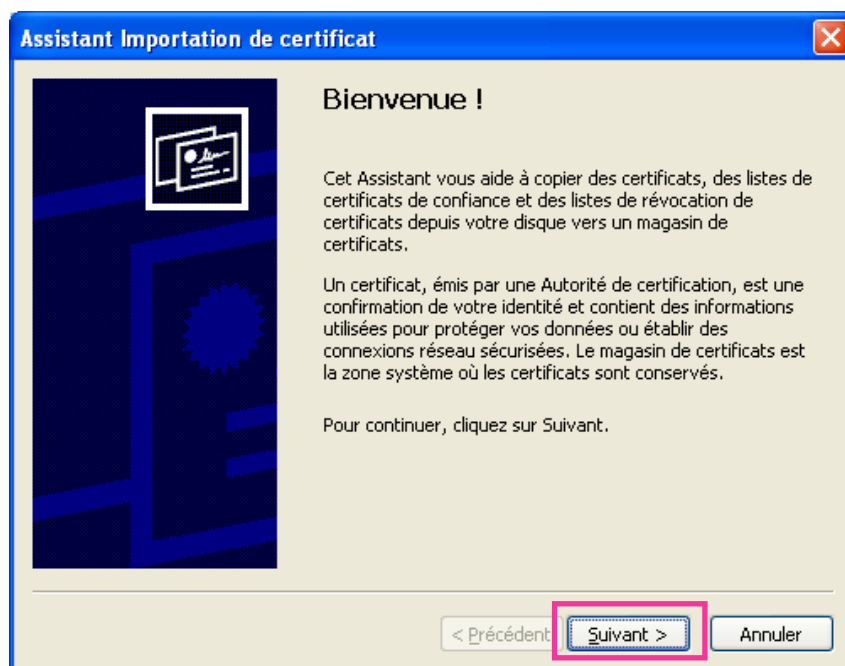 Assistant Importation de certificat
Bienvenue !
Cet Assistant vous aide à copier des certificats, des listes de
certificats de confiance et des listes de révocation de
certificats depuis votre disque vers un magasin de
certificats.
Un certificat, émis par une Autorité de certification, est une
confirmation de votre identité et contient des informations
utilisées pour protéger vos données ou établir des
connexions réseau sécurisées. Le magasin de certificats est
la zone système où les certificats sont conservés.
Pour continuer, cliquez sur Suivant.
< Précédent Suivant > Annuler